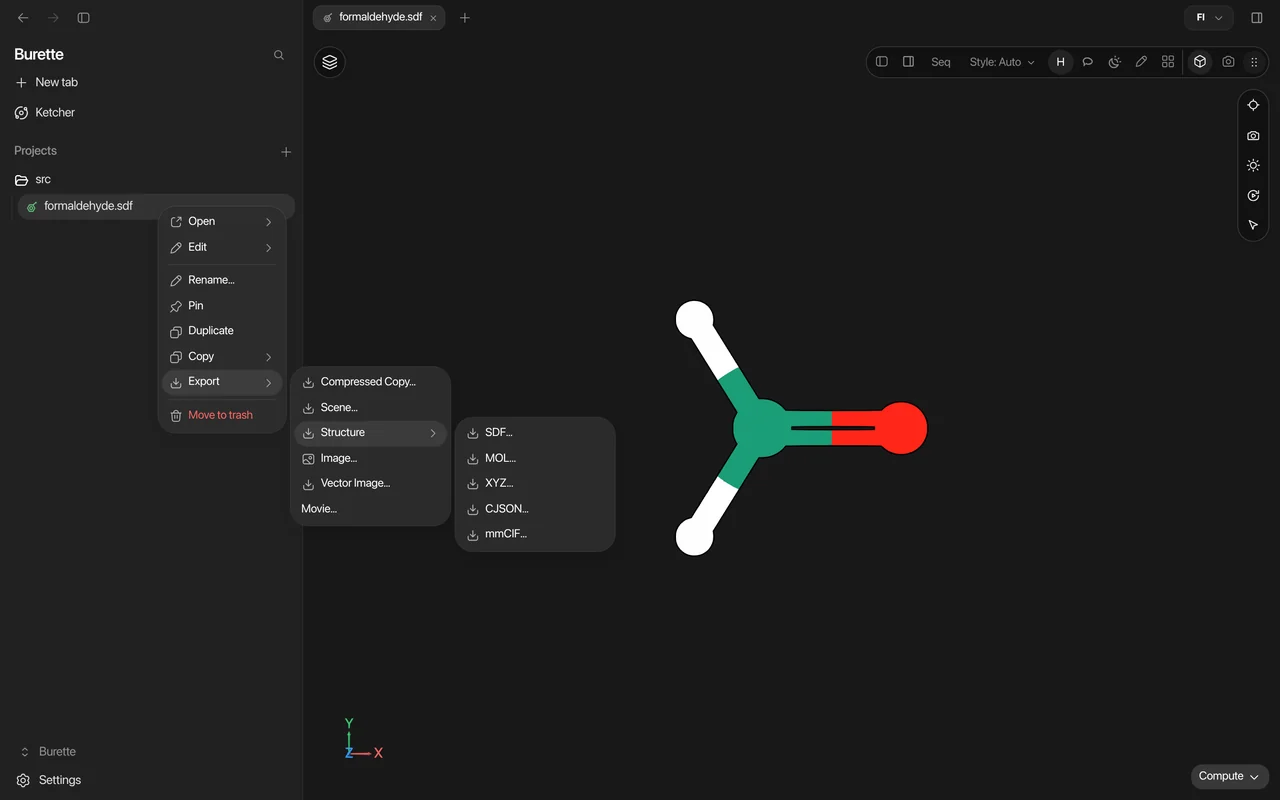 formaldehyde.sdf
FI
Burette
New tab
Ketcher
Projects
src
formaldehyde.sdf
Seq
Style: Auto
H
Open
Edit
Rename...
Pin
Duplicate
Copy
Export
Move to trash
Compressed Copy...
Scene...
Structure
Image...
Vector Image...
Movie...
SDF...
MOL...
XYZ...
CJSON...
mmCIF...
Y
Z
X
Burette
Settings
Compute